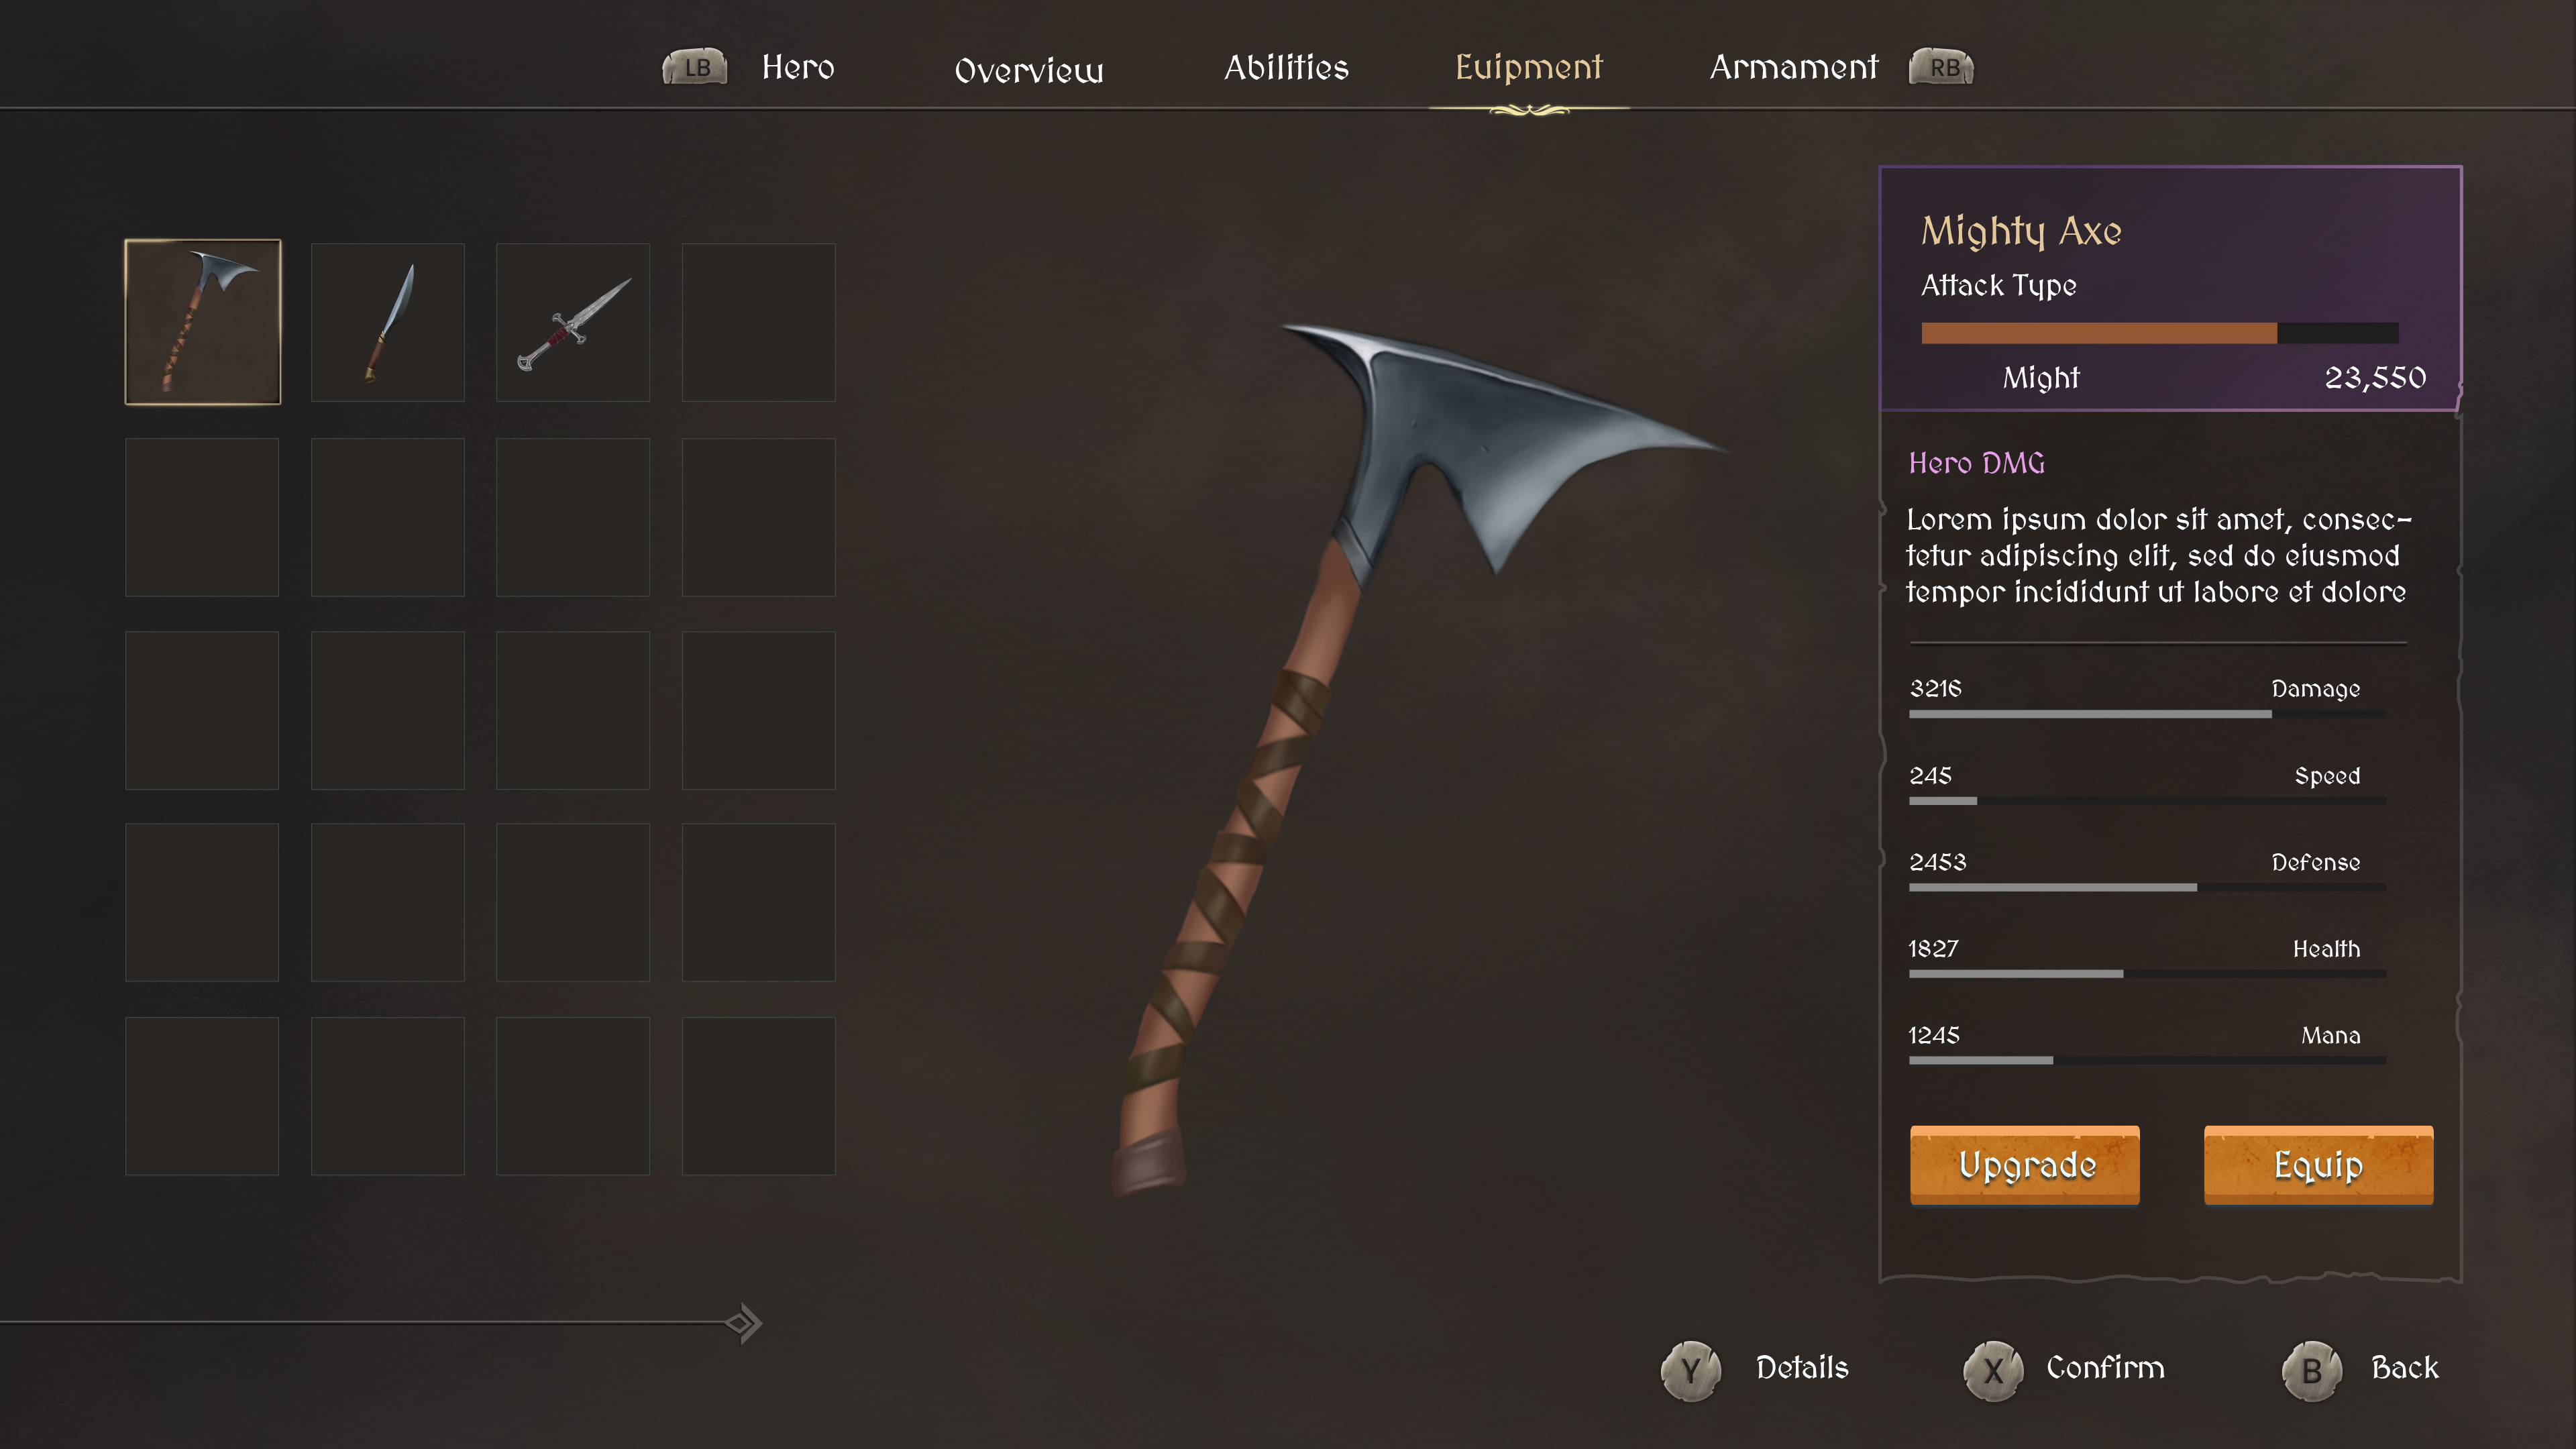 LB Hero Overview Abilities Euipment Armament RB
Mighty Axe
Attack Type
Might 23,550
Hero DMG
Lorem ipsum dolor sit amet, consec-
tetur adipiscing elit, sed do eiusmod
tempor incididunt ut labore et dolore
3216 Damage
245 Speed
2453 Defense
1827 Health
1245 Mana
Upgrade Equip
Y Details X Confirm B Back